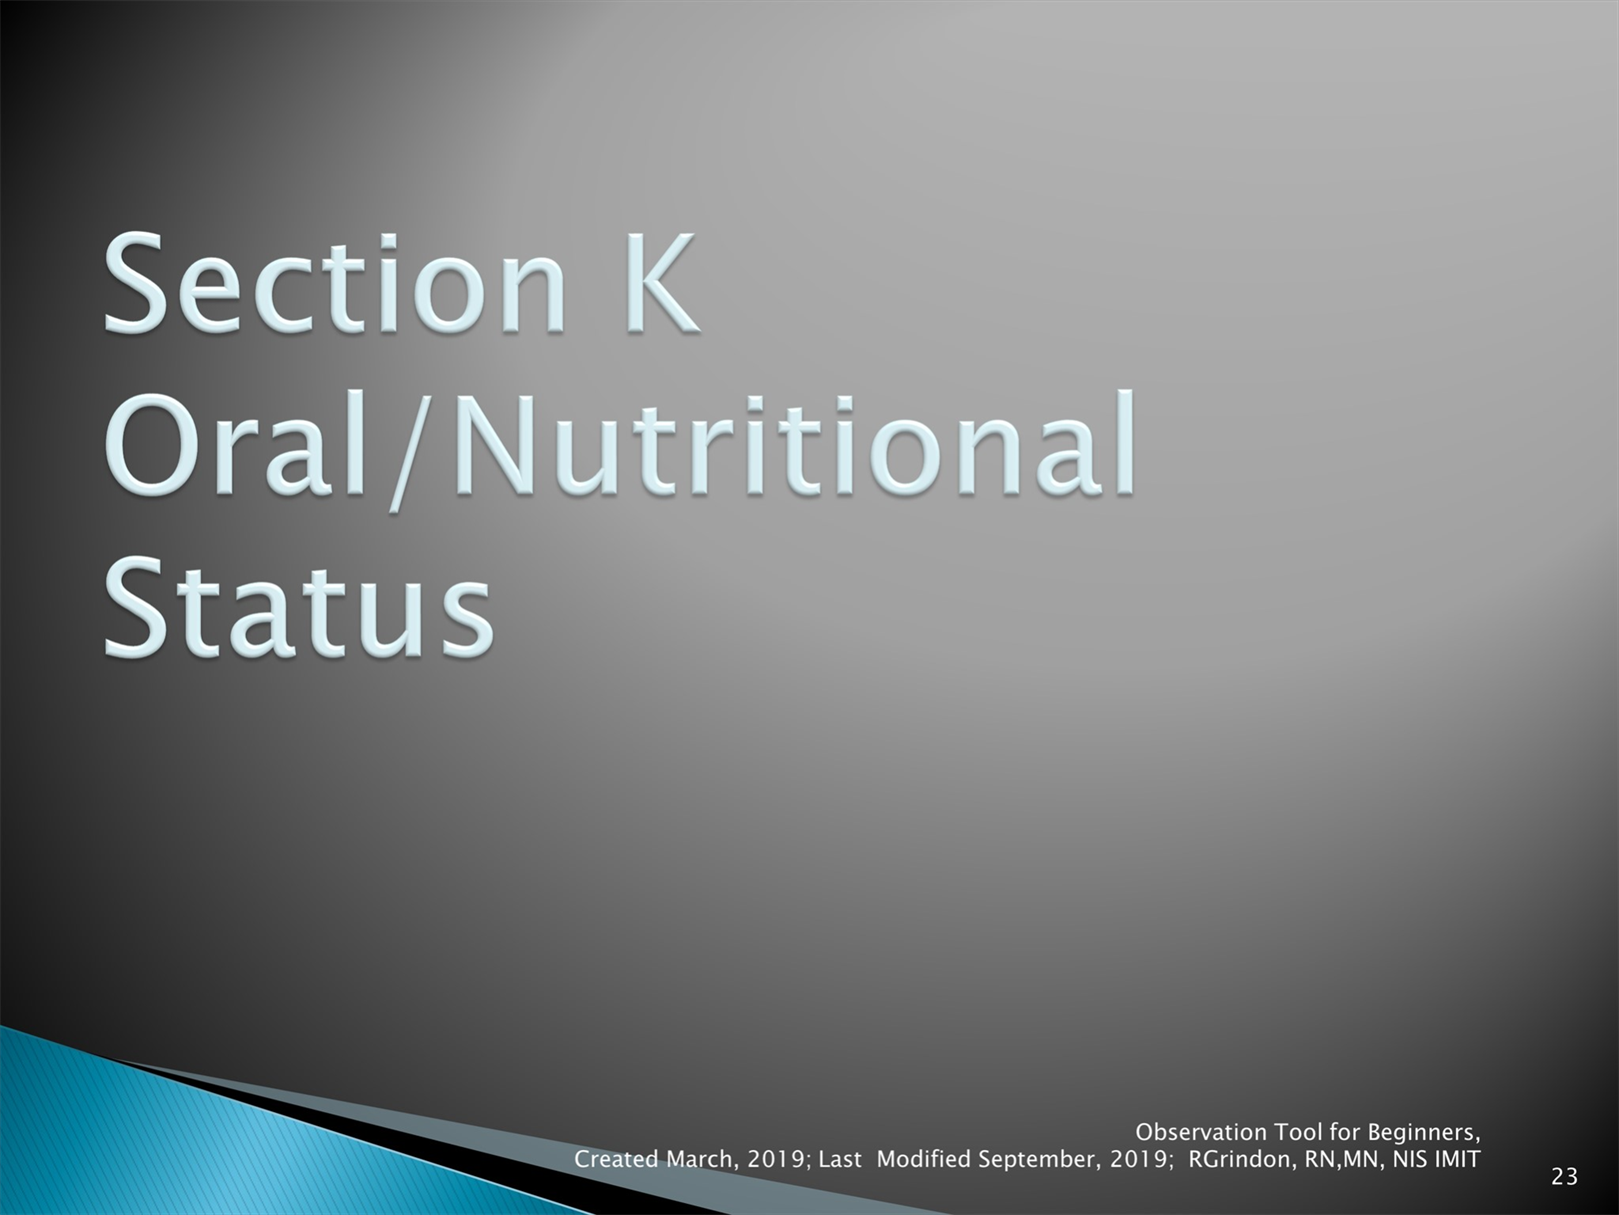 Section K
Oral/Nutritional
Status
Observation Tool for Beginners,
Created March, 2019; Last  Modified September, 2019;  RGrindon, RN,MN, NIS IMIT
23